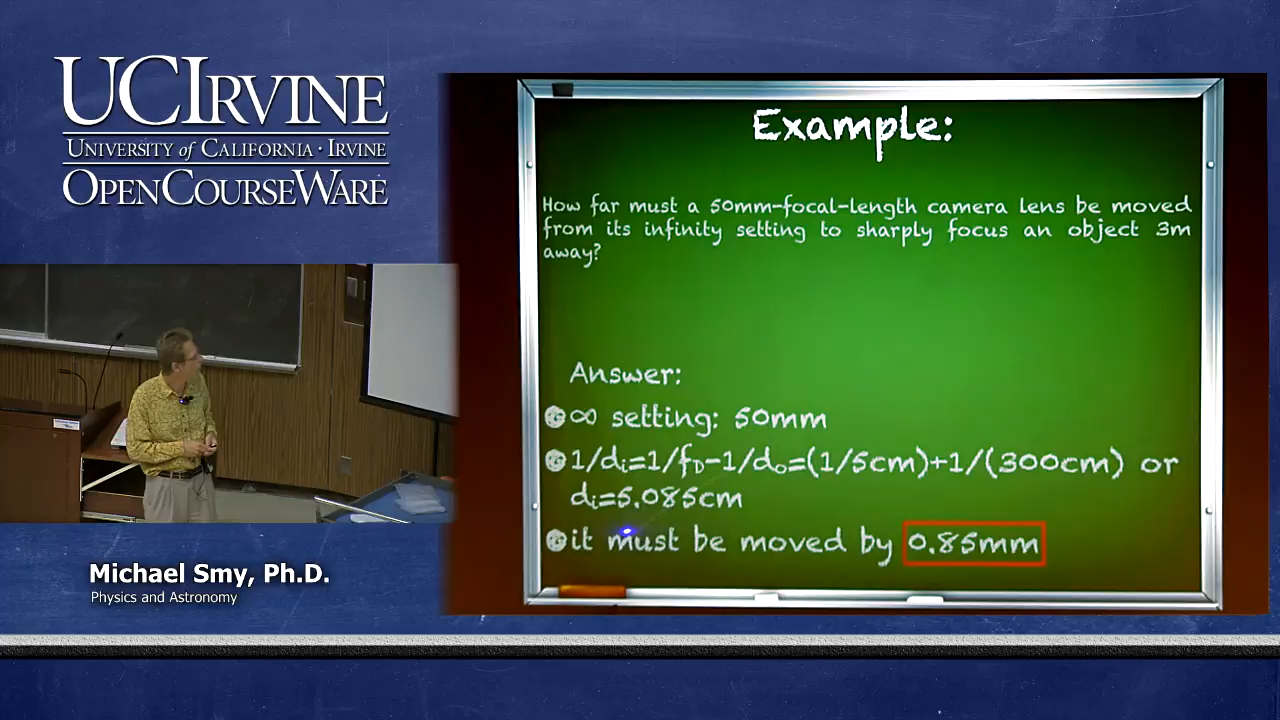 UCIRVINE
UNIVERSITY of CALIFORNIA · IRVINE
OPENCOURSEWARE
Example:
How far must a 50mm-focal-length camera lens be moved
from its infinity setting to sharply focus an object 3m
away?
Answer:
∞ setting: 50mm
1/di=1/fD-1/do=(1/5cm)+1/(300cm) or
di=5.085cm
it must be moved by 0.85mm
Michael Smy, Ph.D.
Physics and Astronomy